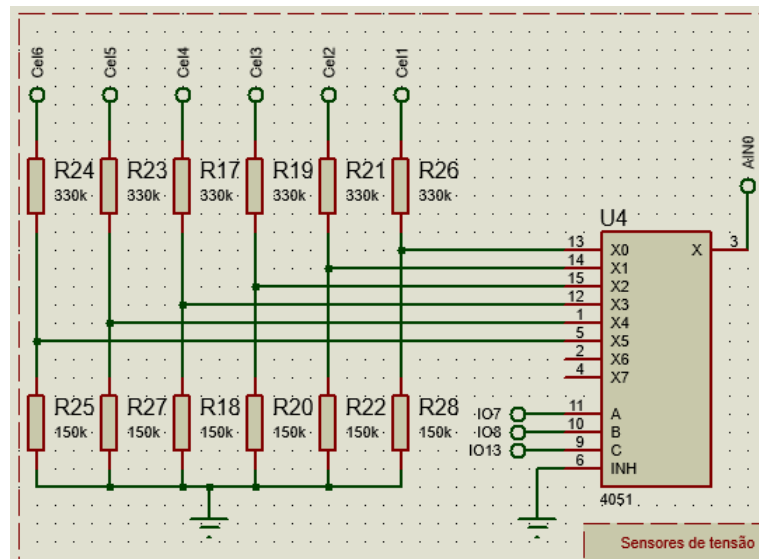 Cel6 Cel5 Cel4 Cel3 Cel2 Cel1
AIN0
R24 R23 R17 R19 R21 R26
330k 330k 330k 330k 330k 330k
U4
13 X0 X 3
14 X1
15 X2
12 X3
1 X4
5 X5
2 X6
4 X7
R25 R27 R18 R20 R22 R28
150k 150k 150k 150k 150k 150k
IO7 11 A
IO8 10 B
IO13 9 C
6 INH
4051
Sensores de tensão